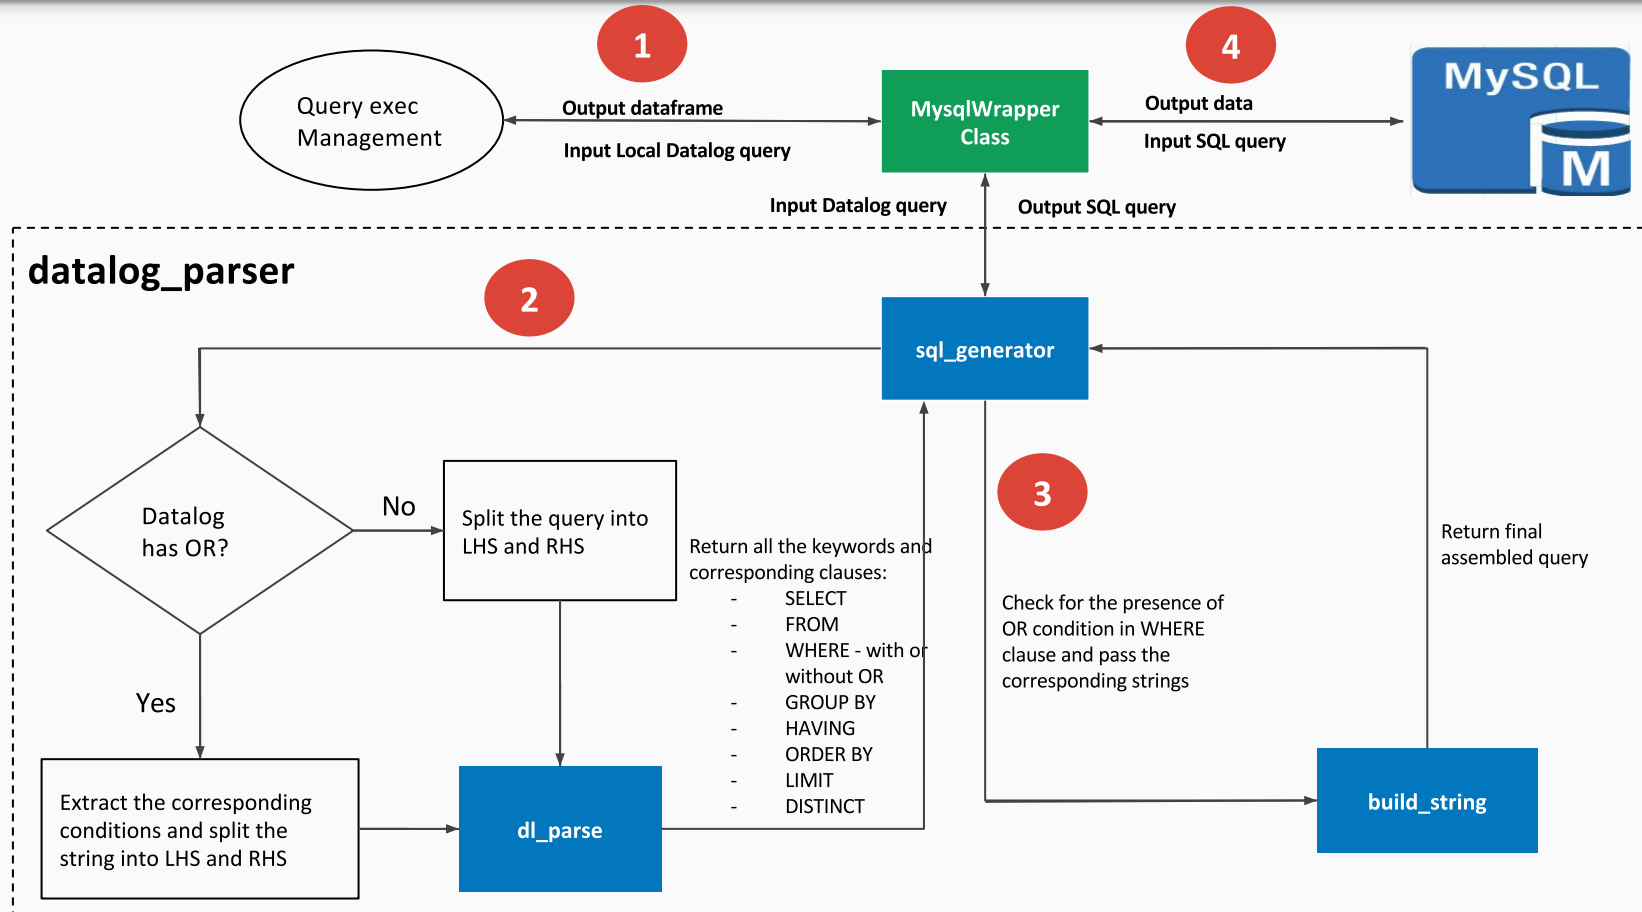 1
4
Query exec
Management
Output dataframe
Input Local Datalog query
MysqlWrapper
Class
Output data
Input SQL query
MySQL
M
Input Datalog query
Output SQL query
datalog_parser
2
sql_generator
Datalog
has OR?
No
Split the query into
LHS and RHS
3
Return all the keywords and
corresponding clauses:
- SELECT
- FROM
- WHERE - with or
without OR
- GROUP BY
- HAVING
- ORDER BY
- LIMIT
- DISTINCT
Check for the presence of
OR condition in WHERE
clause and pass the
corresponding strings
Return final
assembled query
Yes
Extract the corresponding
conditions and split the
string into LHS and RHS
dl_parse
build_string